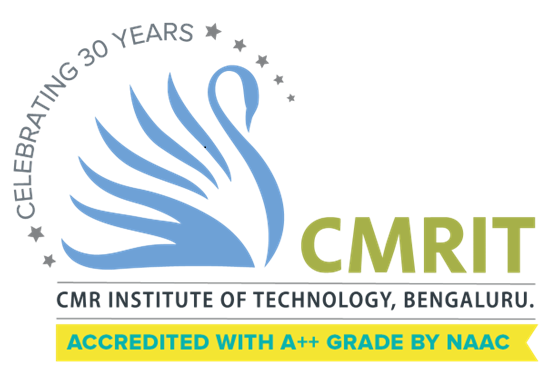 CELEBRATING 30 YEARS
CMRIT
CMR INSTITUTE OF TECHNOLOGY, BENGALURU.
ACCREDITED WITH A++ GRADE BY NAAC